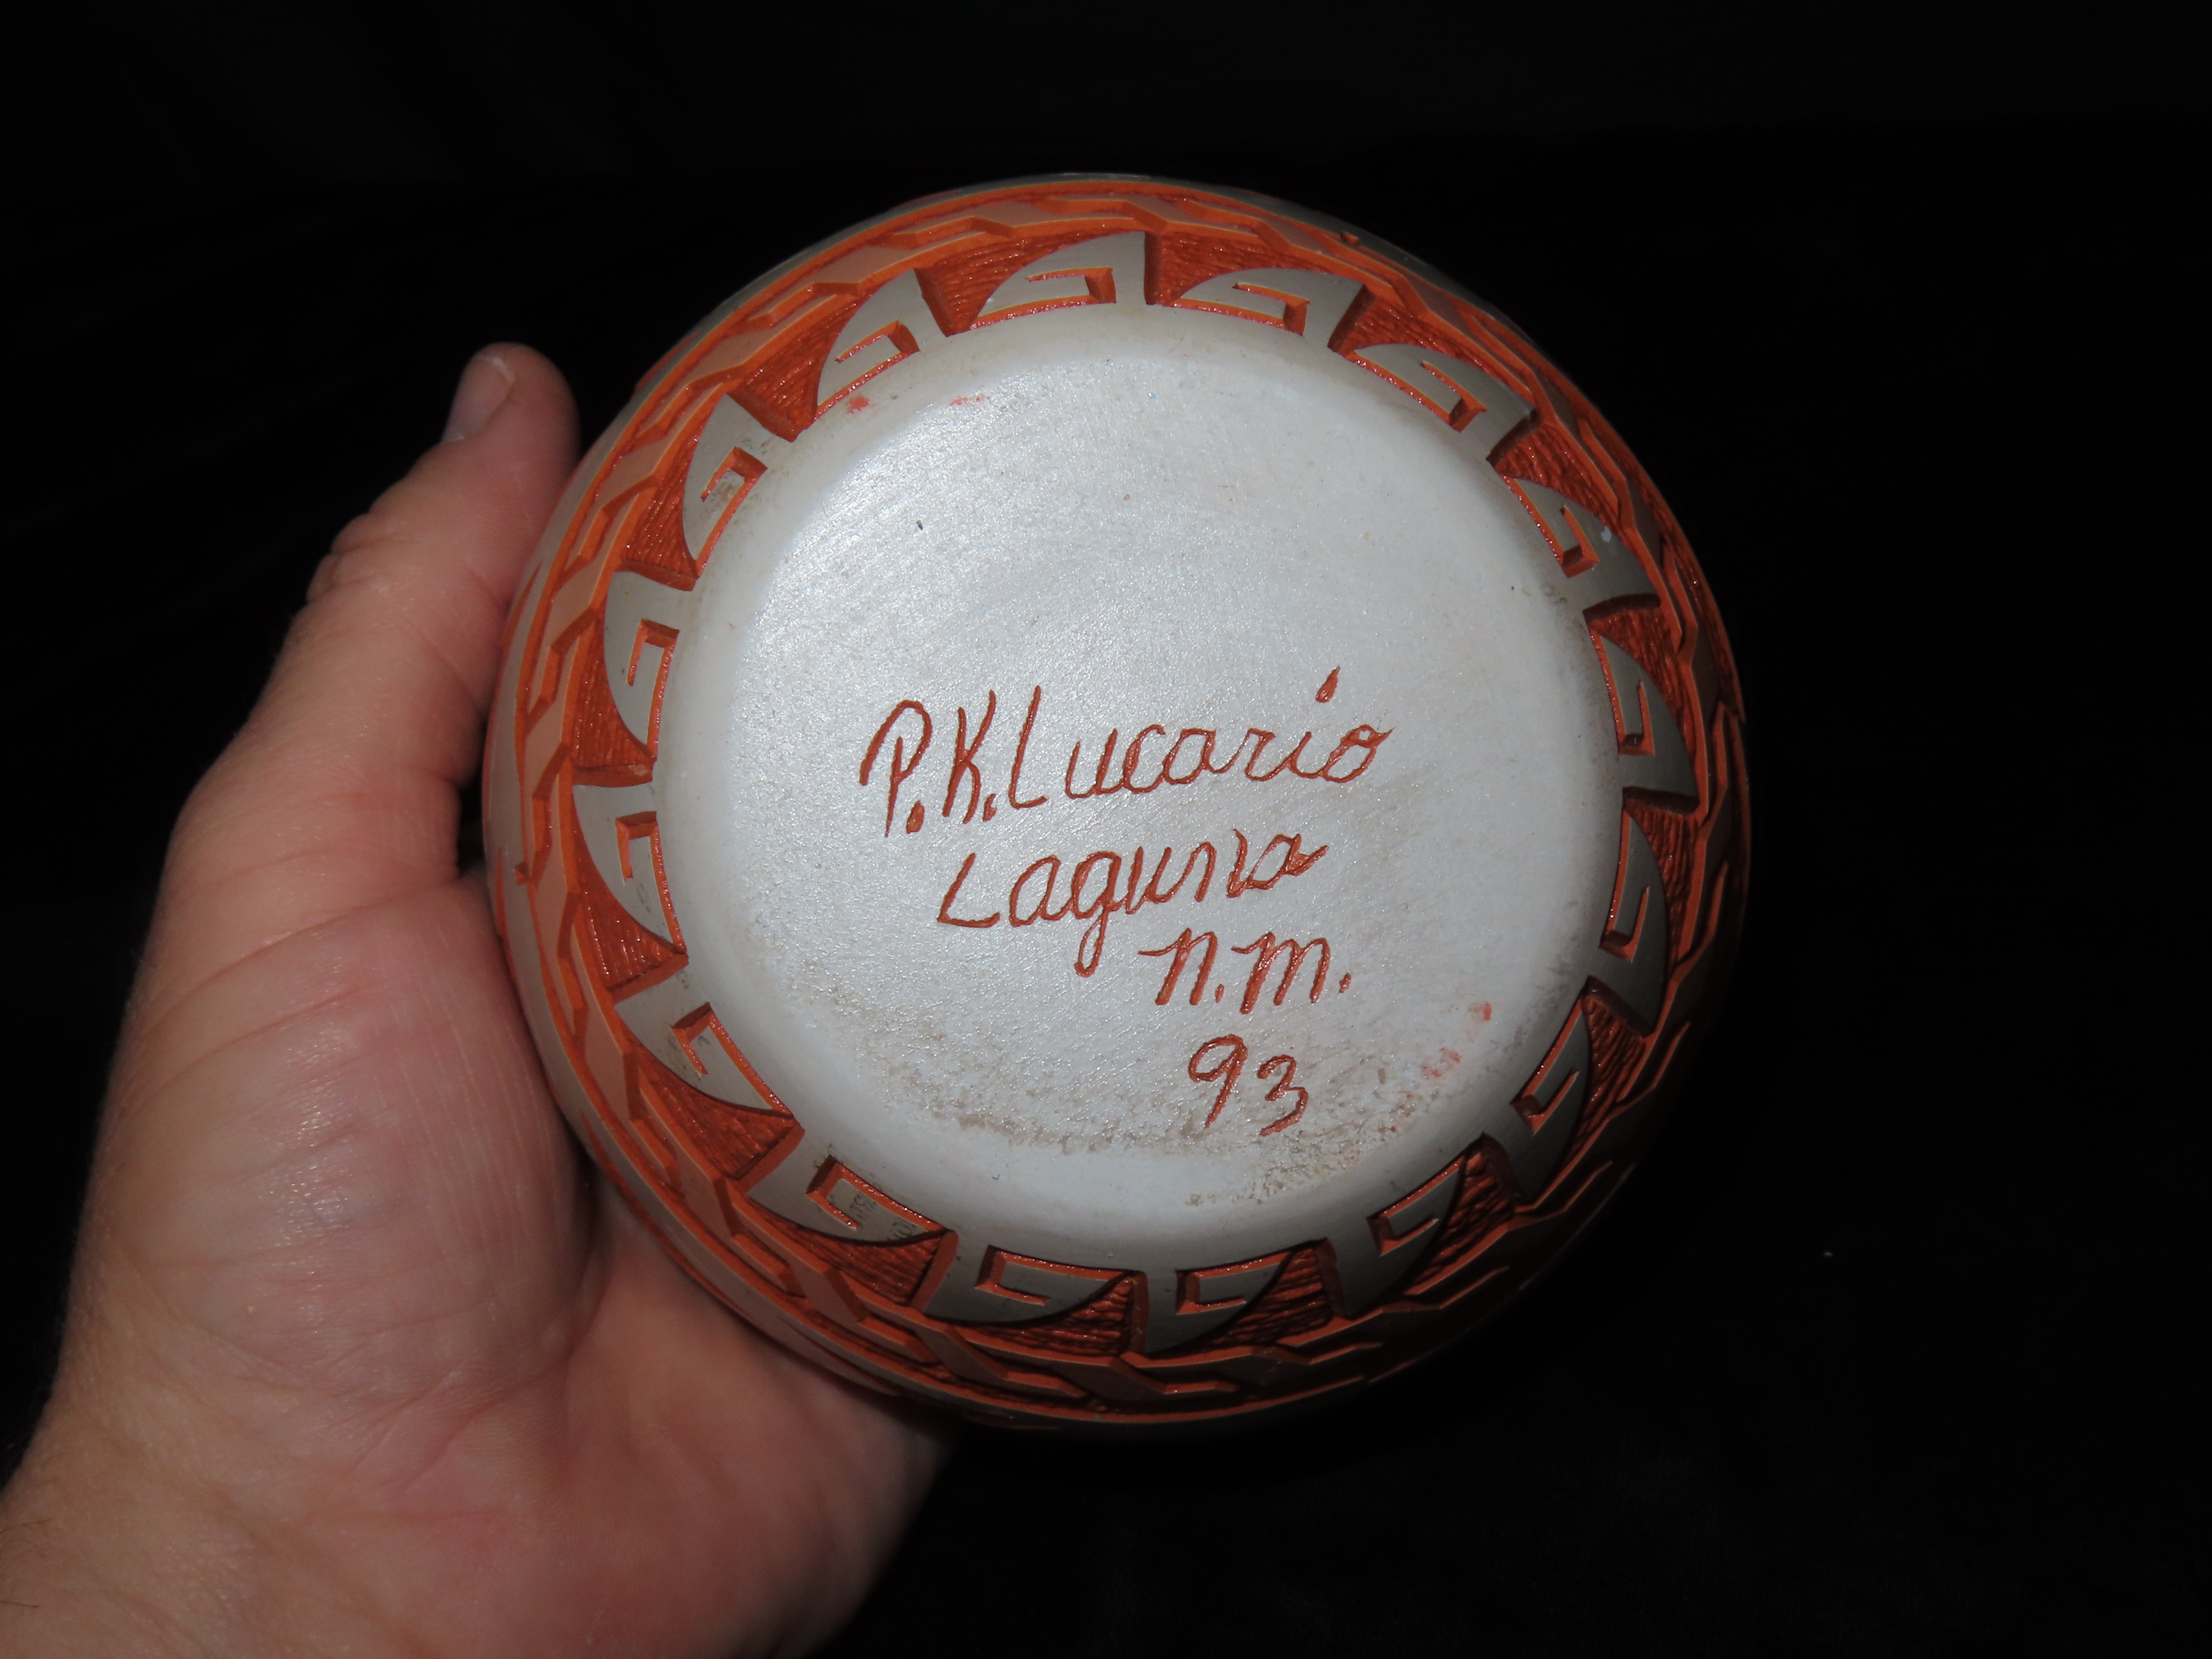 P.K. Lucario
Laguna
N.M.
93